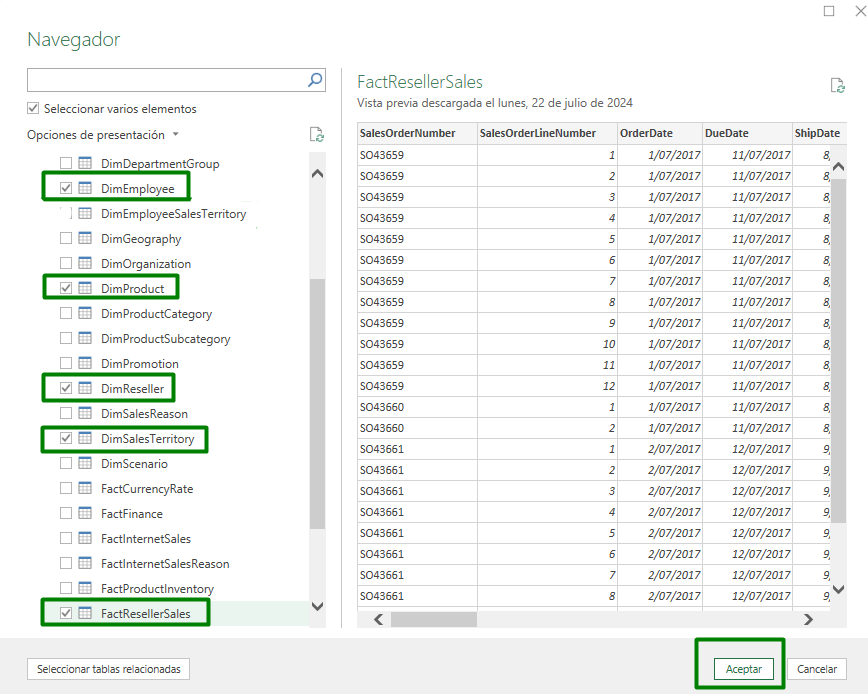 Navegador
Seleccionar varios elementos
Opciones de presentación
DimDepartmentGroup
DimEmployee
DimEmployeeSalesTerritory
DimGeography
DimOrganization
DimProduct
DimProductCategory
DimProductSubcategory
DimPromotion
DimReseller
DimSalesReason
DimSalesTerritory
DimScenario
FactCurrencyRate
FactFinance
FactInternetSales
FactInternetSalesReason
FactProductInventory
FactResellerSales
FactResellerSales
Vista previa descargada el lunes, 22 de julio de 2024
SalesOrderNumber SalesOrderLineNumber OrderDate DueDate ShipDate
SO43659 1 1/07/2017 11/07/2017 8/
SO43659 2 1/07/2017 11/07/2017 8/
SO43659 3 1/07/2017 11/07/2017 8/
SO43659 4 1/07/2017 11/07/2017 8/
SO43659 5 1/07/2017 11/07/2017 8/
SO43659 6 1/07/2017 11/07/2017 8/
SO43659 7 1/07/2017 11/07/2017 8/
SO43659 8 1/07/2017 11/07/2017 8/
SO43659 9 1/07/2017 11/07/2017 8/
SO43659 10 1/07/2017 11/07/2017 8/
SO43659 11 1/07/2017 11/07/2017 8/
SO43659 12 1/07/2017 11/07/2017 8/
SO43660 1 1/07/2017 11/07/2017 8/
SO43660 2 1/07/2017 11/07/2017 8/
SO43661 1 2/07/2017 12/07/2017 9/
SO43661 2 2/07/2017 12/07/2017 9/
SO43661 3 2/07/2017 12/07/2017 9/
SO43661 4 2/07/2017 12/07/2017 9/
SO43661 5 2/07/2017 12/07/2017 9/
SO43661 6 2/07/2017 12/07/2017 9/
SO43661 7 2/07/2017 12/07/2017 9/
SO43661 8 2/07/2017 12/07/2017 9/
Seleccionar tablas relacionadas
Aceptar
Cancelar